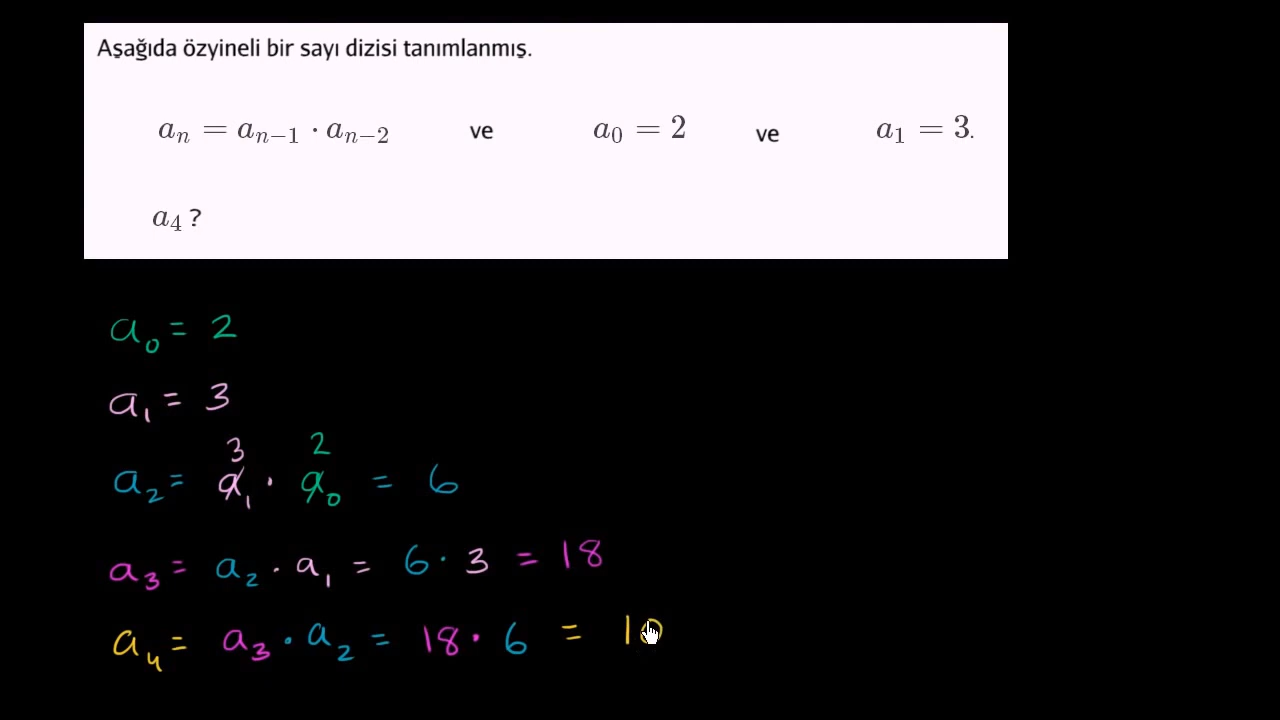 Aşağıda özyineli bir sayı dizisi tanımlanmış.
aₙ = aₙ₋₁ · aₙ₋₂ ve a₀ = 2 ve a₁ = 3.
a₄ ?
a₀ = 2
a₁ = 3
3 2
a₂ = a₁ · a₀ = 6
a₃ = a₂ · a₁ = 6 · 3 = 18
a₄ = a₃ · a₂ = 18 · 6 = 10